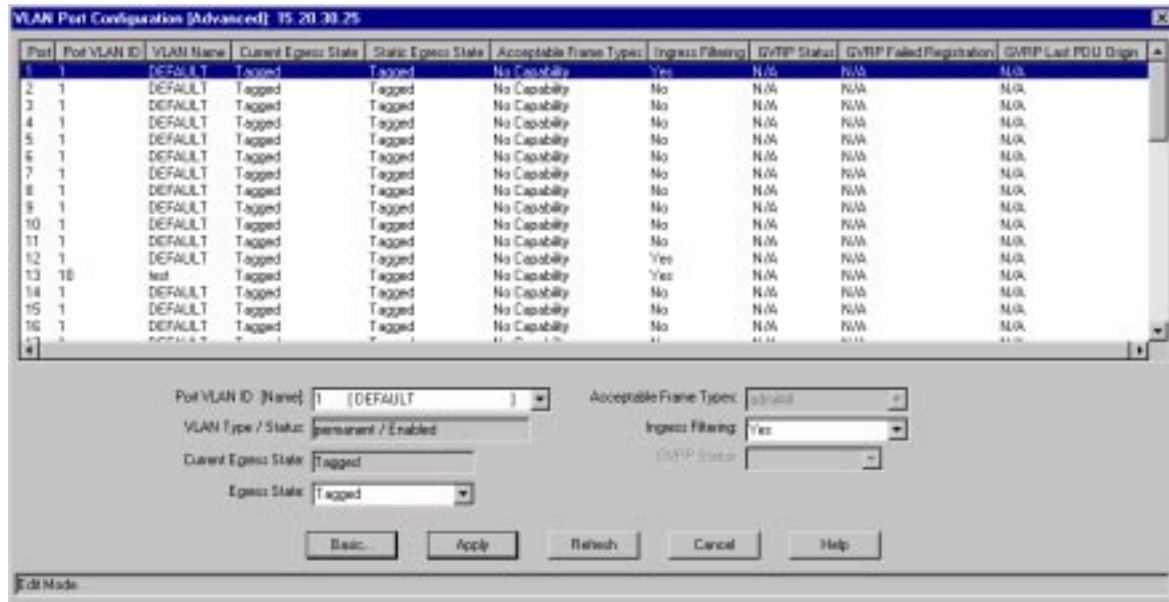 VLAN Port Configuration [Advanced]: 15.20.30.25
Port Port VLAN ID VLAN Name Current Egress State Static Egress State Acceptable Frame Types Ingress Filtering GVRP Status GVRP Failed Registration GVRP Last PDU Origin
1 1 DEFAULT Tagged Tagged No Capability Yes N/A N/A N/A
2 1 DEFAULT Tagged Tagged No Capability No N/A N/A N/A
3 1 DEFAULT Tagged Tagged No Capability No N/A N/A N/A
4 1 DEFAULT Tagged Tagged No Capability No N/A N/A N/A
5 1 DEFAULT Tagged Tagged No Capability No N/A N/A N/A
6 1 DEFAULT Tagged Tagged No Capability No N/A N/A N/A
7 1 DEFAULT Tagged Tagged No Capability No N/A N/A N/A
8 1 DEFAULT Tagged Tagged No Capability No N/A N/A N/A
9 1 DEFAULT Tagged Tagged No Capability No N/A N/A N/A
10 1 DEFAULT Tagged Tagged No Capability No N/A N/A N/A
11 1 DEFAULT Tagged Tagged No Capability No N/A N/A N/A
12 1 DEFAULT Tagged Tagged No Capability Yes N/A N/A N/A
13 10 test Tagged Tagged No Capability Yes N/A N/A N/A
14 1 DEFAULT Tagged Tagged No Capability No N/A N/A N/A
15 1 DEFAULT Tagged Tagged No Capability No N/A N/A N/A
16 1 DEFAULT Tagged Tagged No Capability No N/A N/A N/A
Port VLAN ID [Name]: 1 [DEFAULT ] Acceptable Frame Types:
VLAN Type / Status: permanent / Enabled Ingress Filtering: Yes
Current Egress State: Tagged GVRP Status:
Egress State: Tagged
Basic... Apply Refresh Cancel Help
Edit Mode.